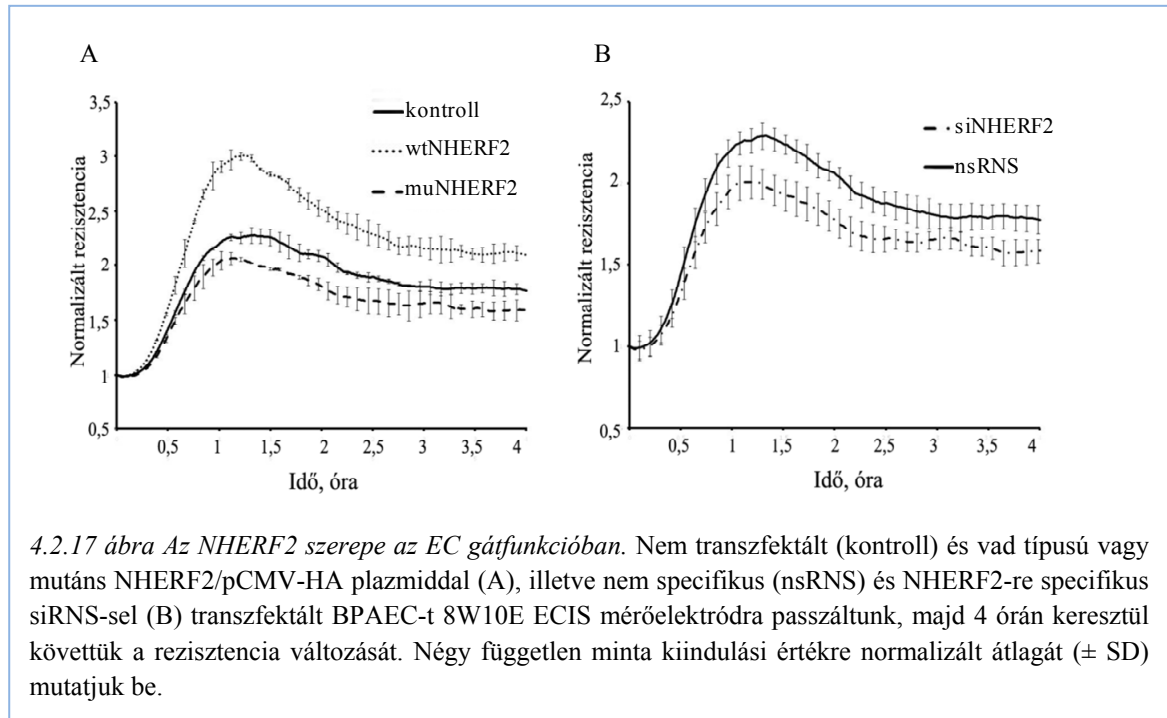 A
kontroll
wtNHERF2
muNHERF2
Normalizált rezisztencia
3,5
3
2,5
2
1,5
1
0,5
0,5
1
1,5
2
2,5
3
3,5
4
Idő, óra
B
siNHERF2
nsRNS
Normalizált rezisztencia
2,5
2
1,5
1
0,5
0,5
1
1,5
2
2,5
3
3,5
4
Idő, óra
4.2.17 ábra Az NHERF2 szerepe az EC gátfunkcióban. Nem transzfektált (kontroll) és vad típusú vagy
mutáns NHERF2/pCMV-HA plazmiddal (A), illetve nem specifikus (nsRNS) és NHERF2-re specifikus
siRNS-sel (B) transzfektált BPAEC-t 8W10E ECIS mérőelektródra passzáltunk, majd 4 órán keresztül
követtük a rezisztencia változását. Négy független minta kiindulási értékre normalizált átlagát (± SD)
mutatjuk be.